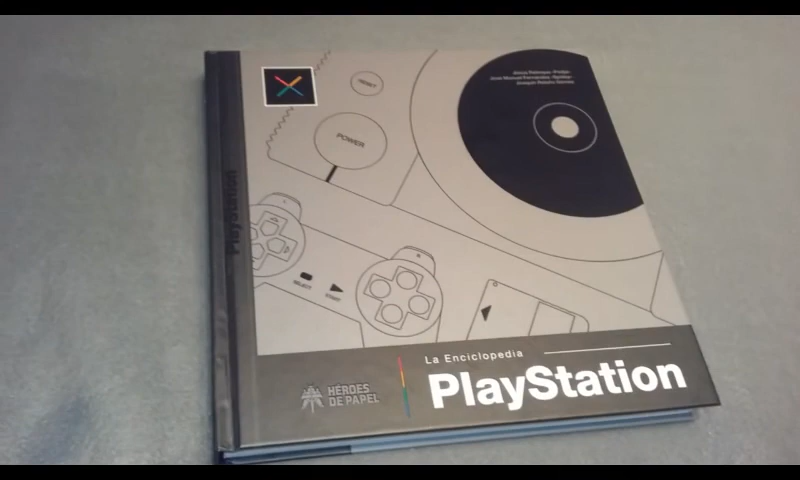 RESET
POWER
SELECT
START
PlayStation
La Enciclopedia
PlayStation
HÉROES
DE PAPEL